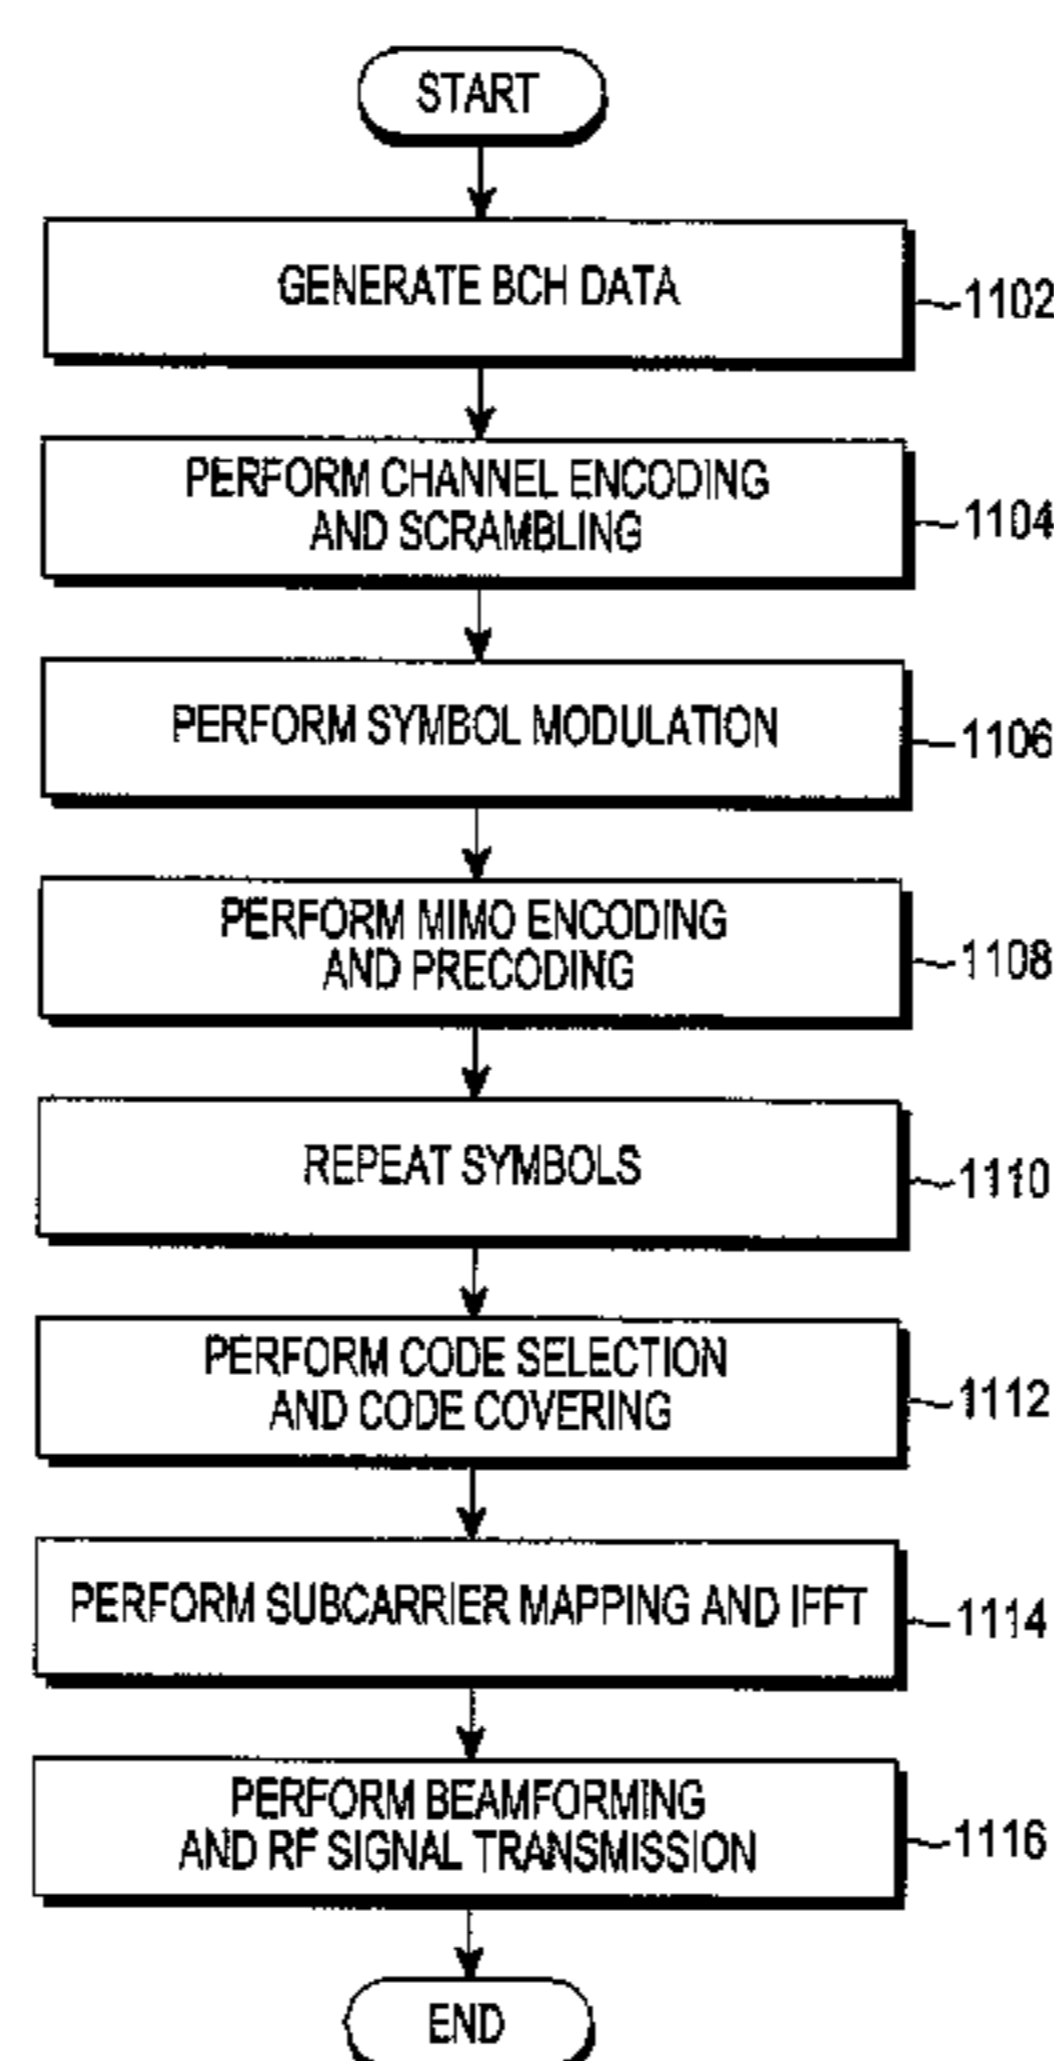 START
GENERATE BCH DATA
1102
PERFORM CHANNEL ENCODING
AND SCRAMBLING
1104
PERFORM SYMBOL MODULATION
1106
PERFORM MIMO ENCODING
AND PRECODING
1108
REPEAT SYMBOLS
1110
PERFORM CODE SELECTION
AND CODE COVERING
1112
PERFORM SUBCARRIER MAPPING AND IFFT
1114
PERFORM BEAMFORMING
AND RF SIGNAL TRANSMISSION
1116
END